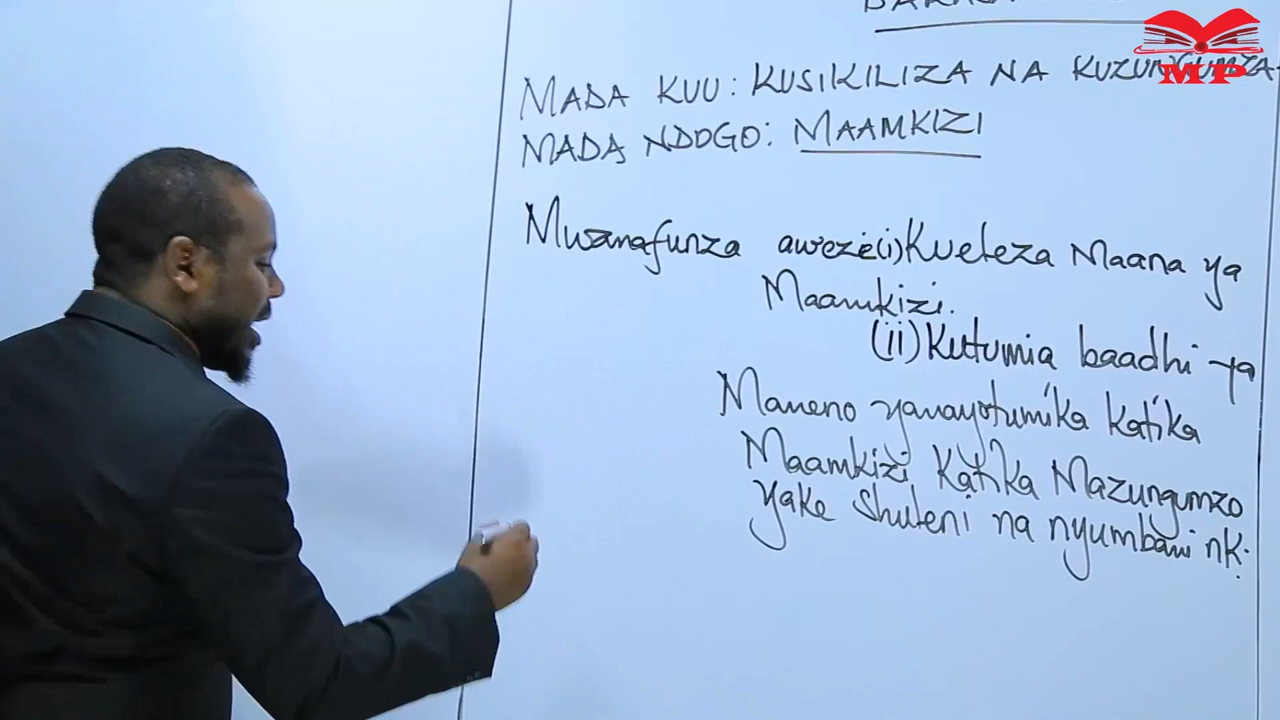 MP
MADA KUU: KUSIKILIZA NA KUZUNGUMZA
MADA NDOGO: MAAMKIZI
Mwanafunza aweze (i) Kueleza Maana ya
Maamkizi.
(ii) Kutumia baadhi ya
Maneno yanayotumika Katika
Maamkizi Katika Mazungumzo
yake Shuleni na nyumbani nk.